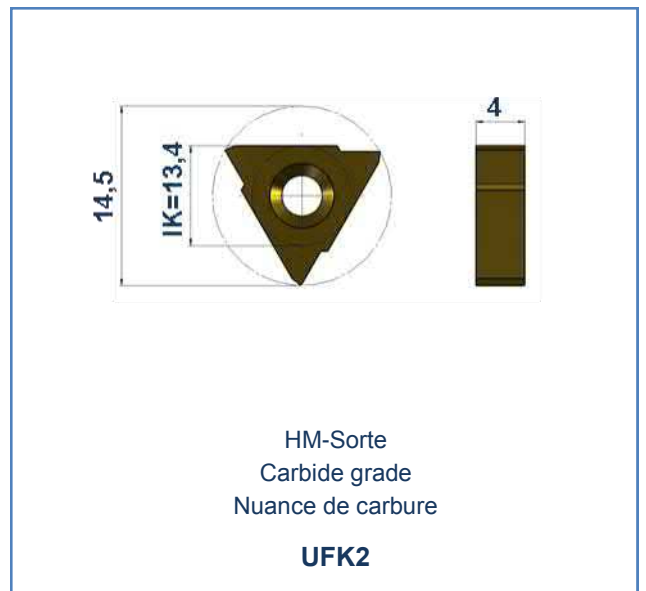 4
14,5
IK=13,4
HM-Sorte
Carbide grade
Nuance de carbure
UFK2